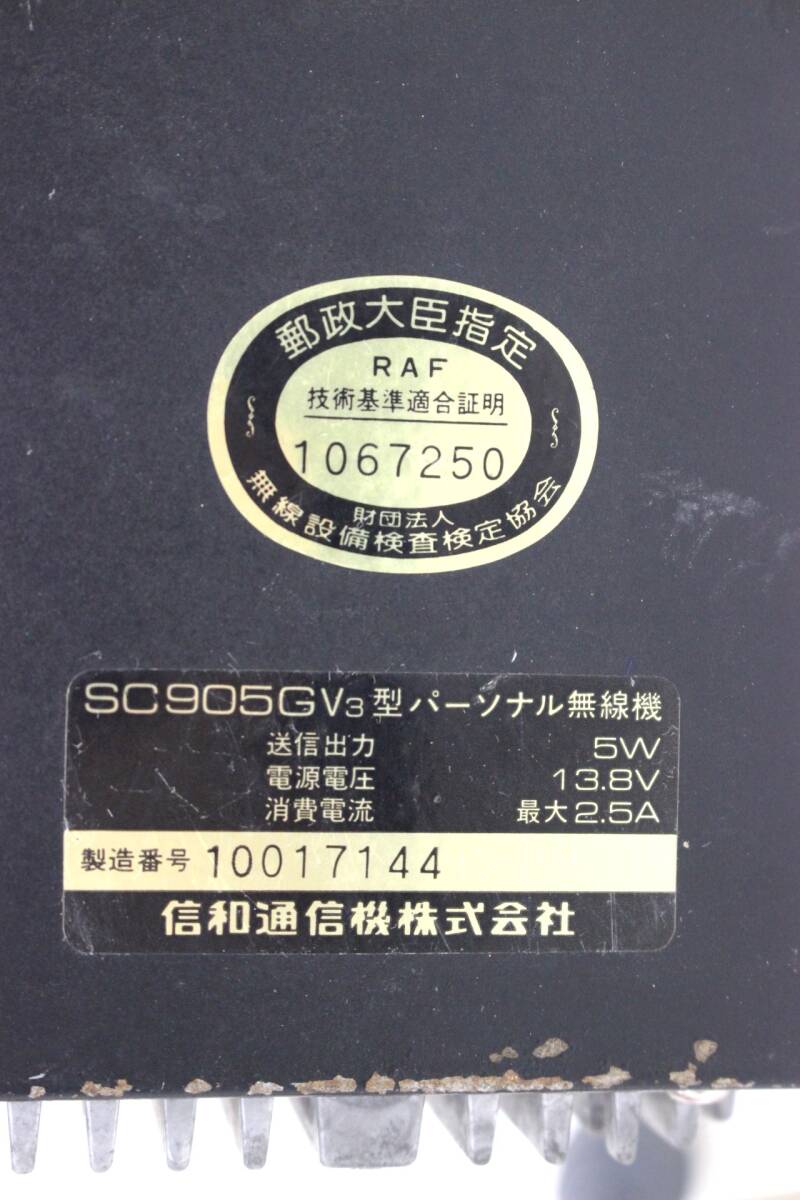 郵政大臣指定
RAF
技術基準適合証明
1067250
財団法人
無線設備検査検定協会
SC905GV3型パーソナル無線機
送信出力 5W
電源電圧 13.8V
消費電流 最大2.5A
製造番号 10017144
信和通信機株式会社